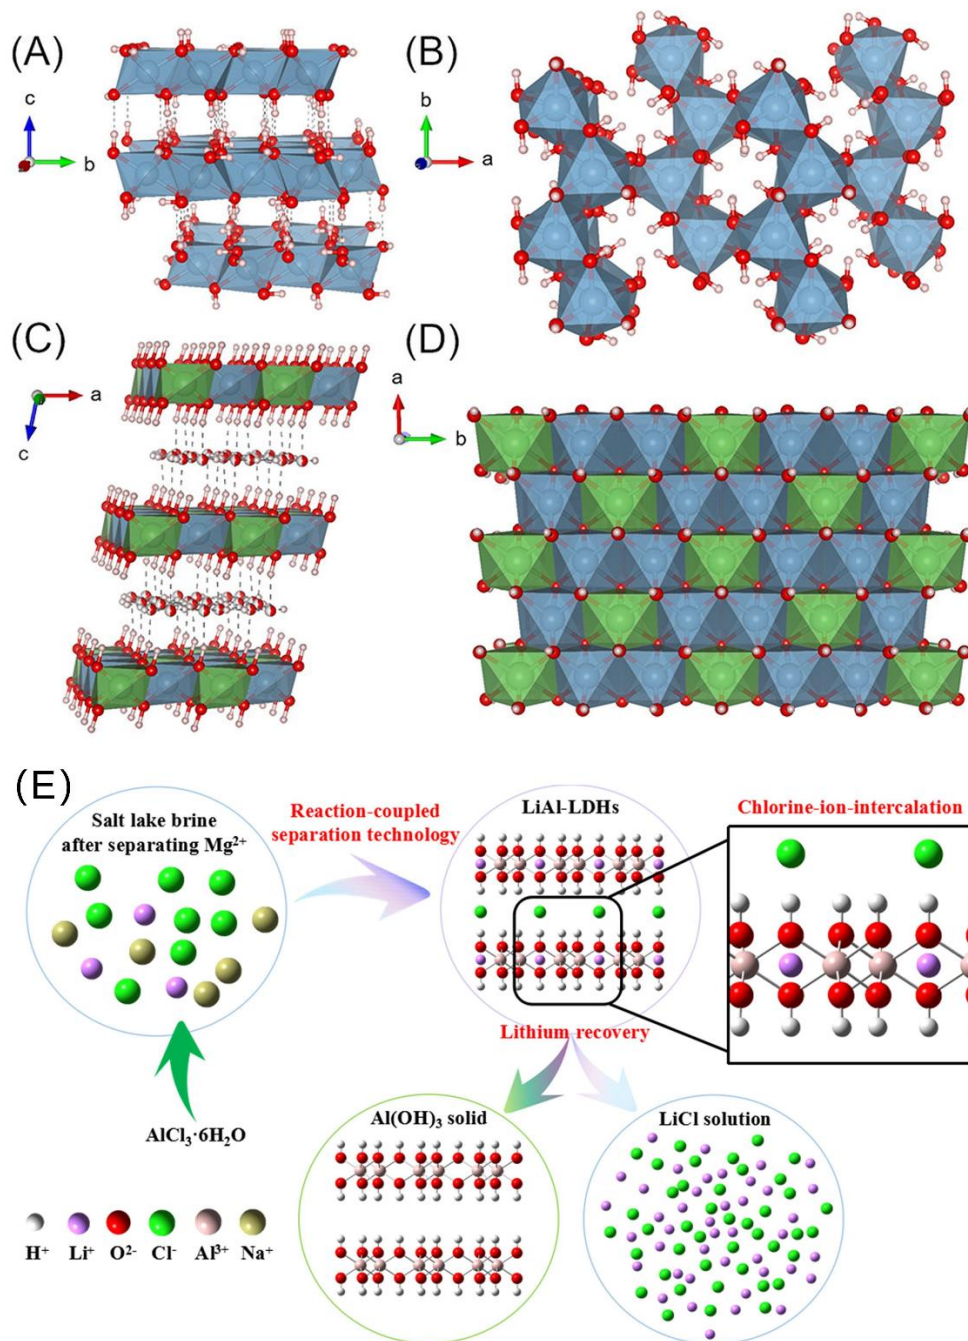 (A)
c
b
a
(B)
b
a
(C)
a
c
(D)
a
b
(E)
Salt lake brine
after separating Mg²⁺
Reaction-coupled
separation technology
LiAl-LDHs
Chlorine-ion-intercalation
Lithium recovery
AlCl₃·6H₂O
Al(OH)₃ solid
LiCl solution
H⁺ Li⁺ O²⁻ Cl⁻ Al³⁺ Na⁺